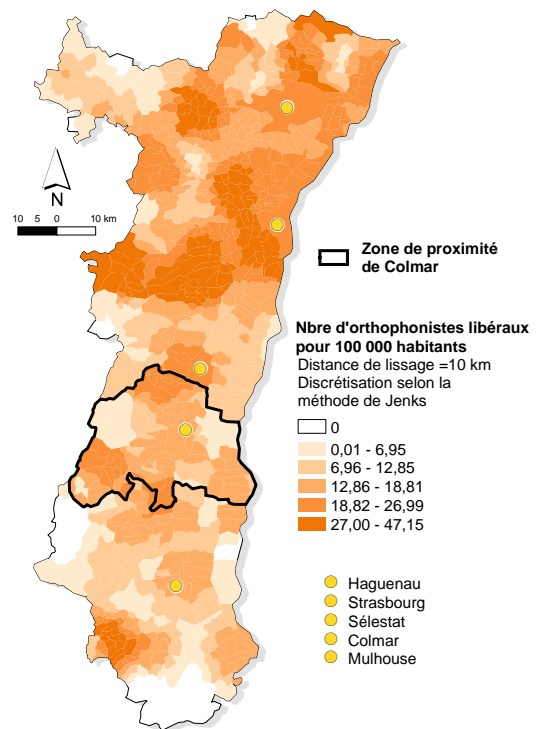 N
10 5 0 10 km
Zone de proximité
de Colmar
Nbre d'orthophonistes libéraux
pour 100 000 habitants
Distance de lissage =10 km
Discrétisation selon la
méthode de Jenks
0
0,01 - 6,95
6,96 - 12,85
12,86 - 18,81
18,82 - 26,99
27,00 - 47,15
Haguenau
Strasbourg
Sélestat
Colmar
Mulhouse